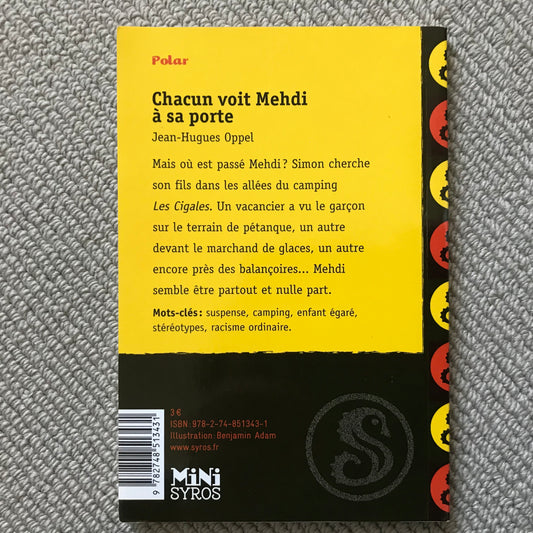 Polar
Chacun voit Mehdi
à sa porte
Jean-Hugues Oppel
Mais où est passé Mehdi ? Simon cherche
son fils dans les allées du camping
Les Cigales. Un vacancier a vu le garçon
sur le terrain de pétanque, un autre
devant le marchand de glaces, un autre
encore près des balançoires... Mehdi
semble être partout et nulle part.
Mots-clés : suspense, camping, enfant égaré,
stéréotypes, racisme ordinaire.
3 €
ISBN : 978-2-74-851343-1
Illustration : Benjamin Adam
www.syros.fr
9 782748 513431
MiNi
SYROS